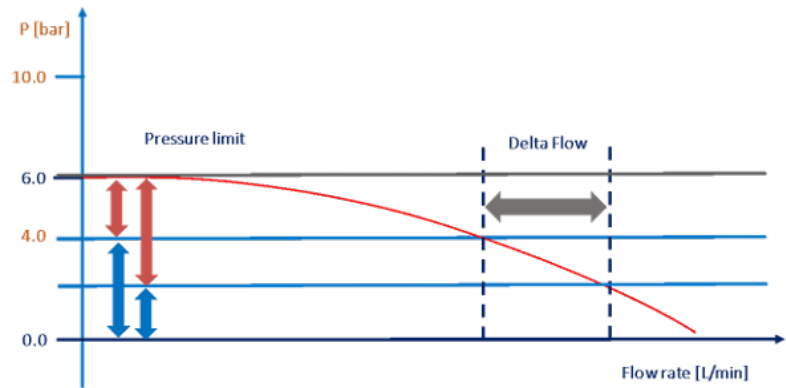 P [bar]
10.0
Pressure limit
Delta Flow
6.0
4.0
0.0
Flow rate [L/min]